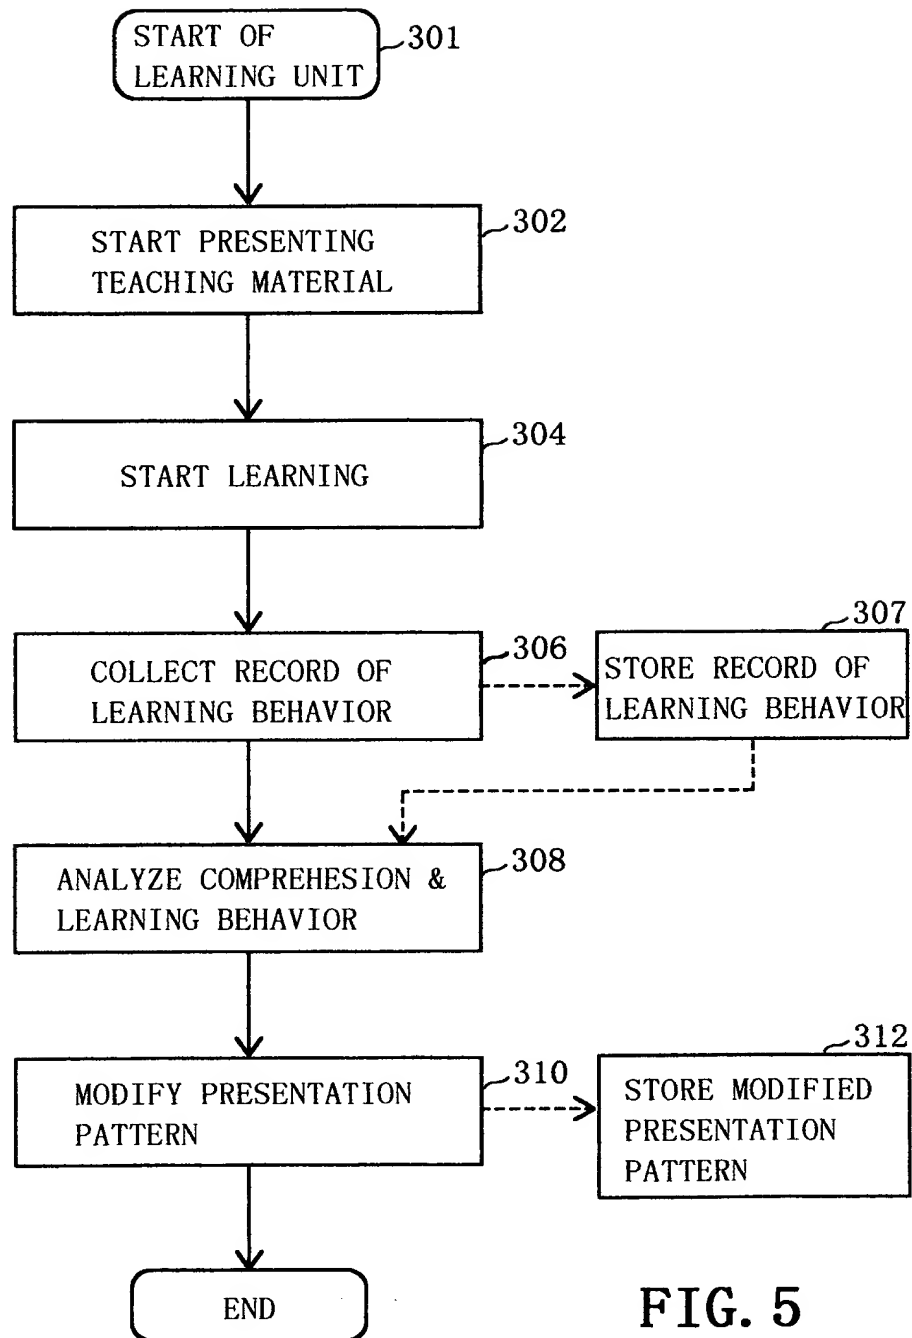 START OF
LEARNING UNIT
301
START PRESENTING
TEACHING MATERIAL
302
START LEARNING
304
COLLECT RECORD OF
LEARNING BEHAVIOR
306
STORE RECORD OF
LEARNING BEHAVIOR
307
ANALYZE COMPREHESION &
LEARNING BEHAVIOR
308
MODIFY PRESENTATION
PATTERN
310
STORE MODIFIED
PRESENTATION
PATTERN
312
END
FIG. 5